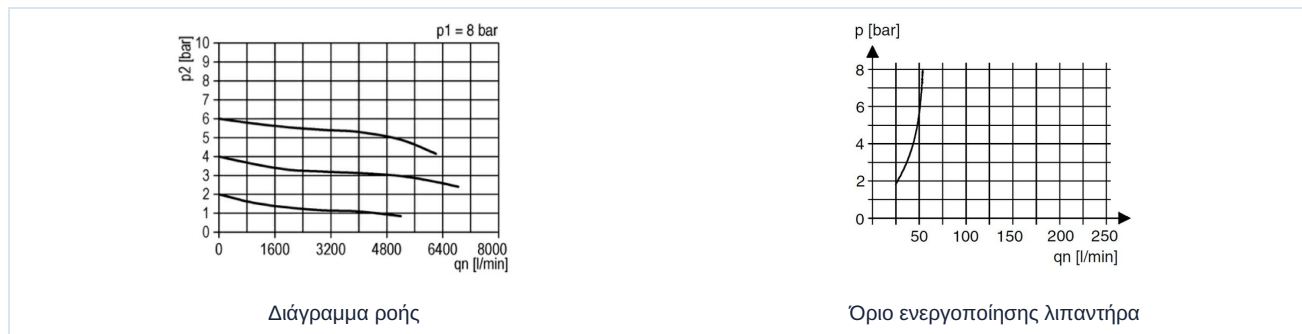 p1 = 8 bar
p2 [bar]
10
9
8
7
6
5
4
3
2
1
0
0 1600 3200 4800 6400 8000
qn [l/min]
Διάγραμμα ροής
p [bar]
8
6
4
2
0
50 100 150 200 250
qn [l/min]
Όριο ενεργοποίησης λιπαντήρα